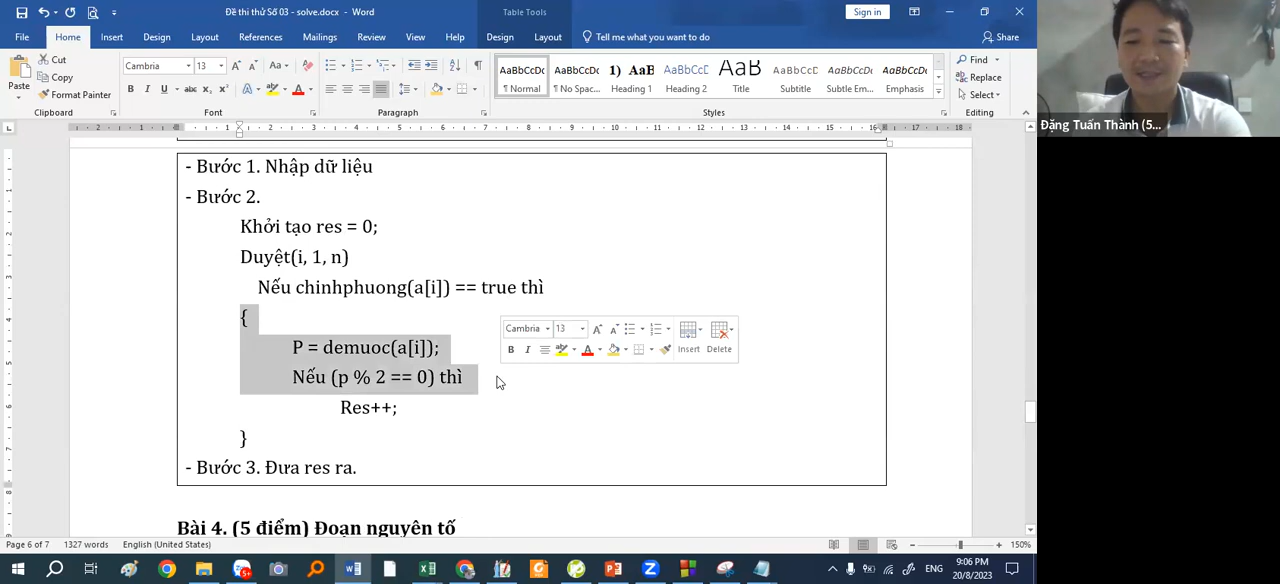 Đề thi thử Số 03 - solve.docx - Word
Table Tools
Sign in
File Home Insert Design Layout References Mailings Review View Help Design Layout Tell me what you want to do Share
Paste
Cut
Copy
Format Painter
Clipboard
Cambria 13
Font
Paragraph
AaBbCcDc ¶ Normal
AaBbCcDc ¶ No Spac...
1) AaB Heading 1
AaBbCcD Heading 2
AaB Title
AaBbCcD Subtitle
AaBbCcDc Subtle Em...
AaBbCcDc Emphasis
Styles
Find
Replace
Select
Editing
Đặng Tuấn Thành (5...
- Bước 1. Nhập dữ liệu
- Bước 2.
Khởi tạo res = 0;
Duyệt(i, 1, n)
Nếu chinhphuong(a[i]) == true thì
{
P = demuoc(a[i]);
Nếu (p % 2 == 0) thì
Res++;
}
- Bước 3. Đưa res ra.
Cambria 13
Insert Delete
Bài 4. (5 điểm) Đoạn nguyên tố
Page 6 of 7 1327 words English (United States) 150%
ENG
9:06 PM
20/8/2023